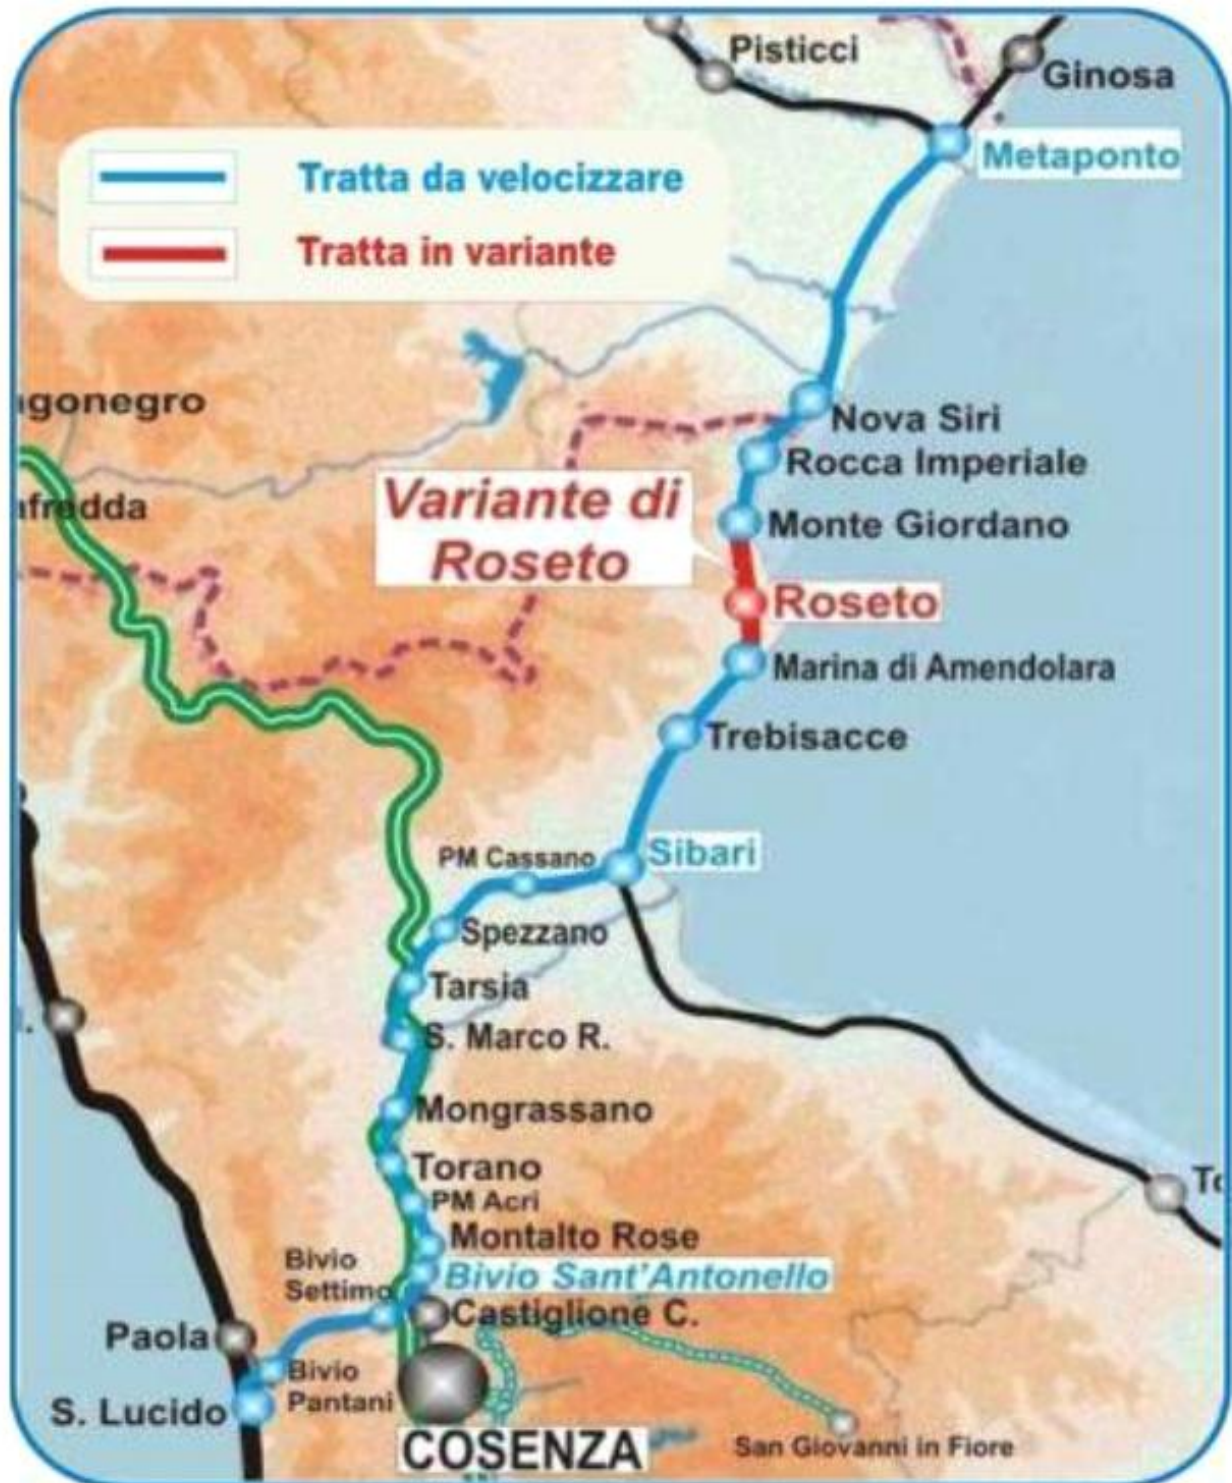 Pisticci
Ginosa
Metaponto
Tratta da velocizzare
Tratta in variante
Nova Siri
Rocca Imperiale
Variante di
Roseto
Monte Giordano
Roseto
Marina di Amendolara
Trebisacce
PM Cassano
Sibari
Spezzano
Tarsia
S. Marco R.
Mongrassano
Torano
PM Acri
Montalto Rose
Bivio
Settimo
Bivio Sant'Antonello
Castiglione C.
Paola
Bivio
Pantani
S. Lucido
COSENZA
San Giovanni in Fiore